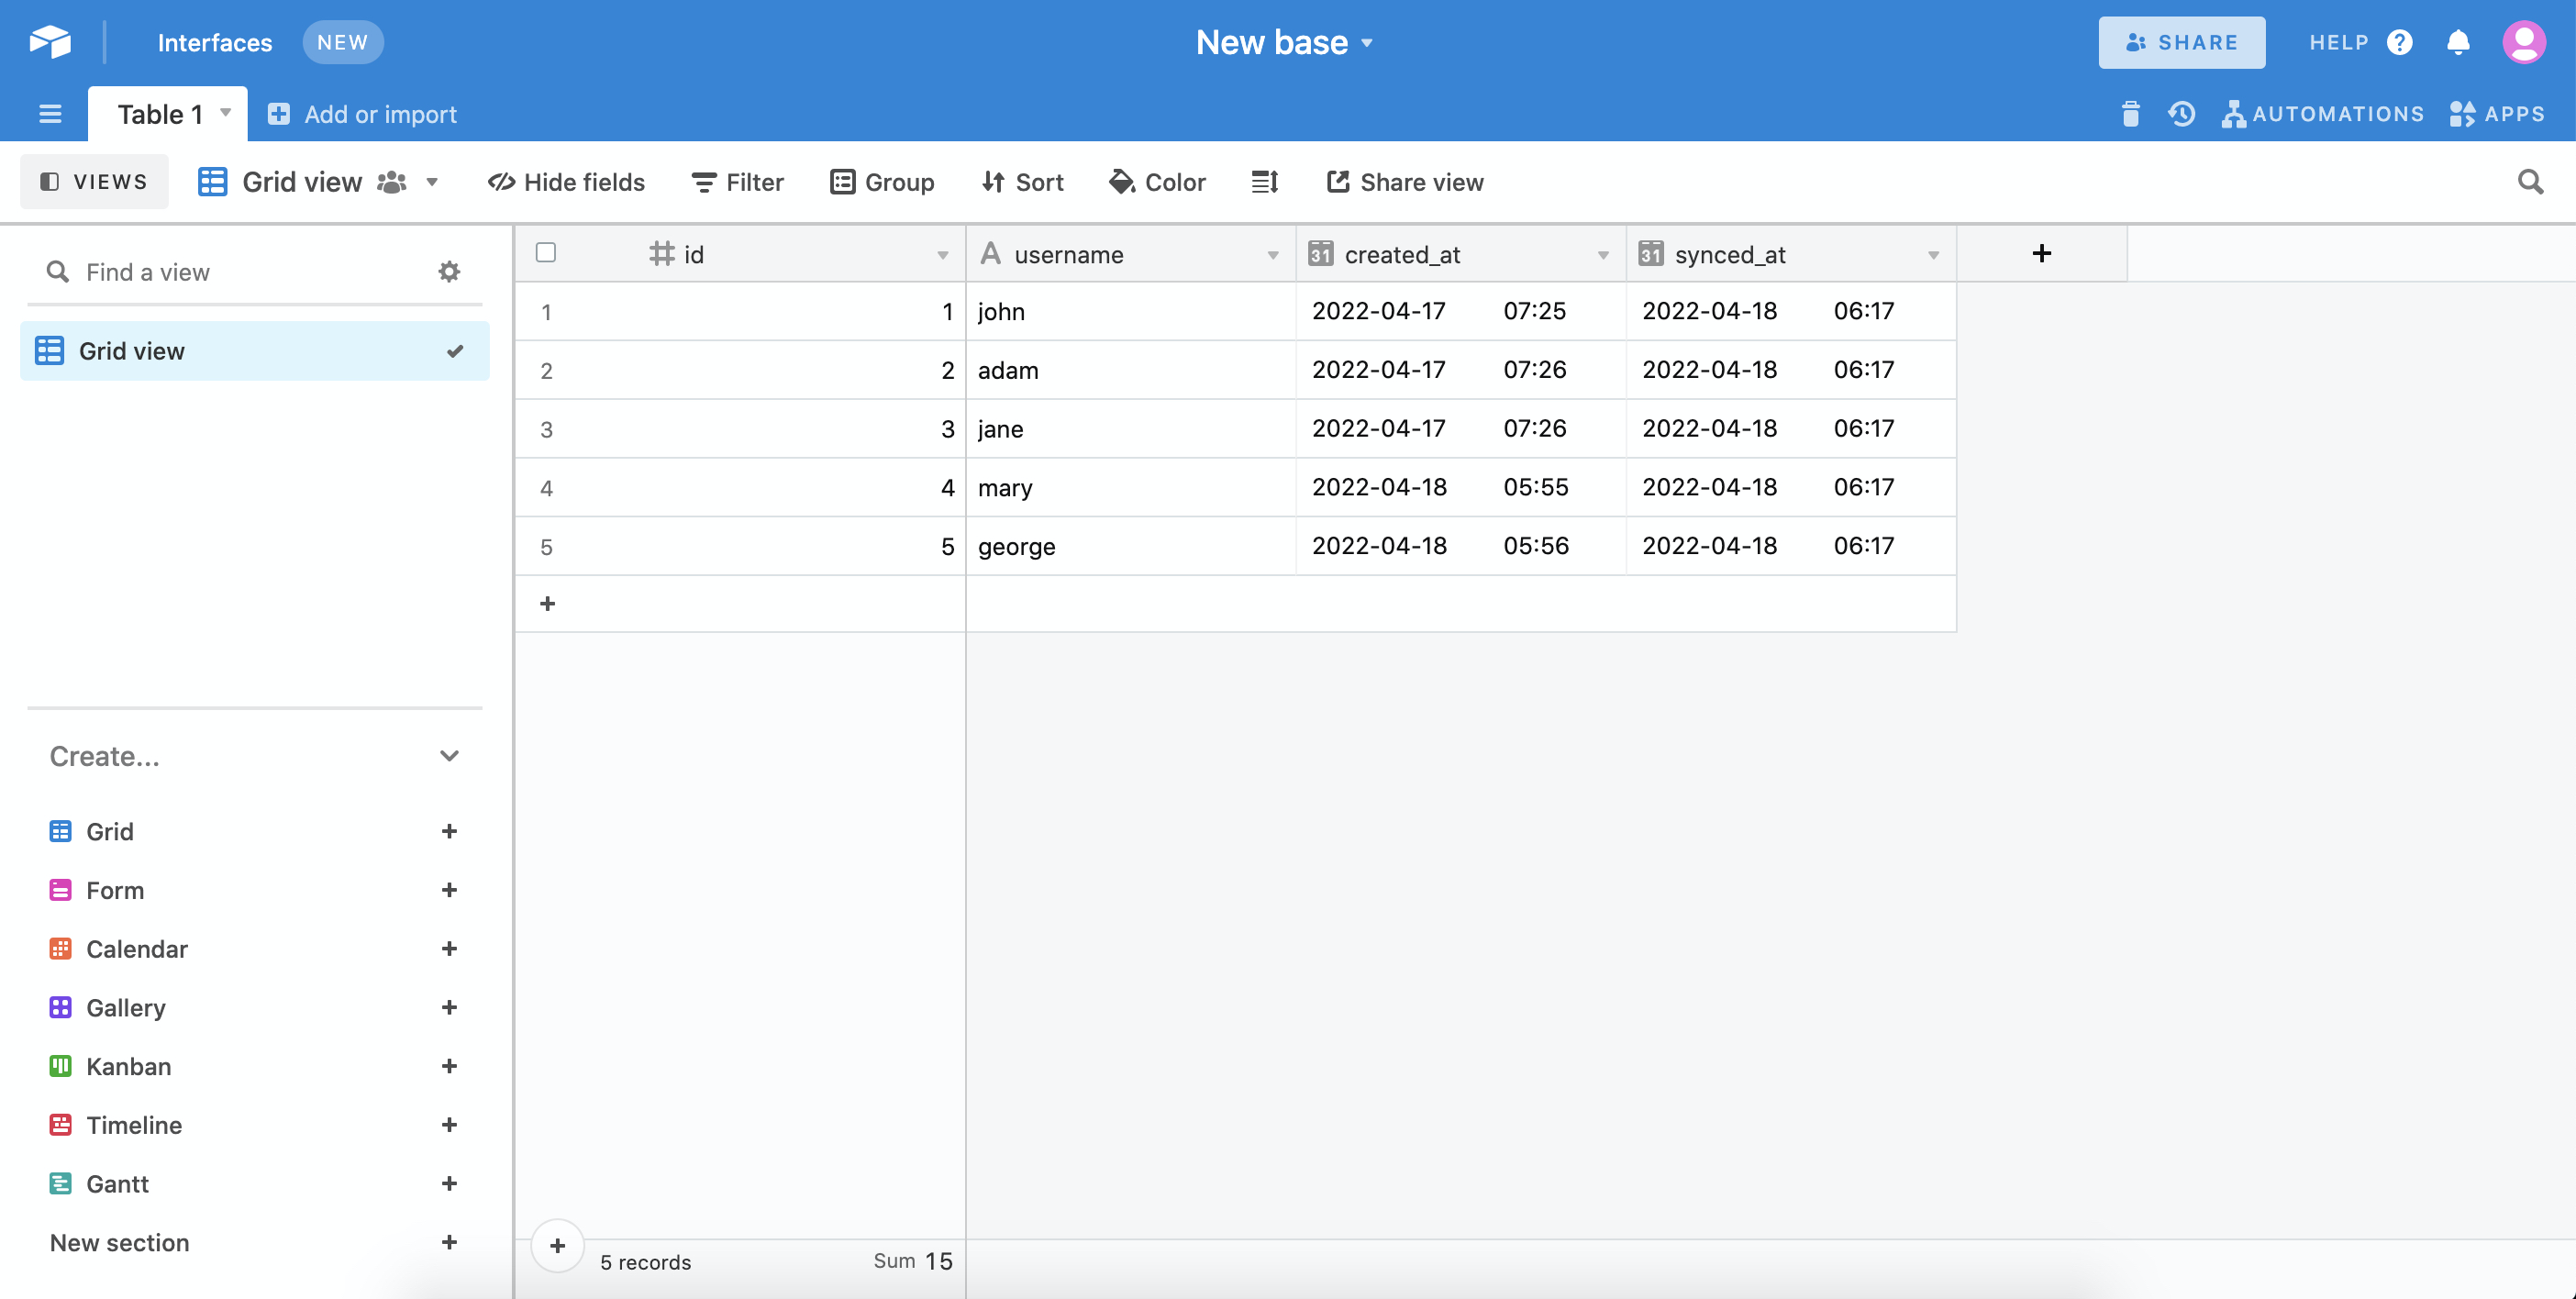 Interfaces NEW New base SHARE HELP ?
Table 1 Add or import AUTOMATIONS APPS
VIEWS Grid view Hide fields Filter Group Sort Color Share view
Find a view
Grid view
id username 31 created_at 31 synced_at +
1 1 john 2022-04-17 07:25 2022-04-18 06:17
2 2 adam 2022-04-17 07:26 2022-04-18 06:17
3 3 jane 2022-04-17 07:26 2022-04-18 06:17
4 4 mary 2022-04-18 05:55 2022-04-18 06:17
5 5 george 2022-04-18 05:56 2022-04-18 06:17
+
Create...
Grid +
Form +
Calendar +
Gallery +
Kanban +
Timeline +
Gantt +
New section +
+ 5 records Sum 15